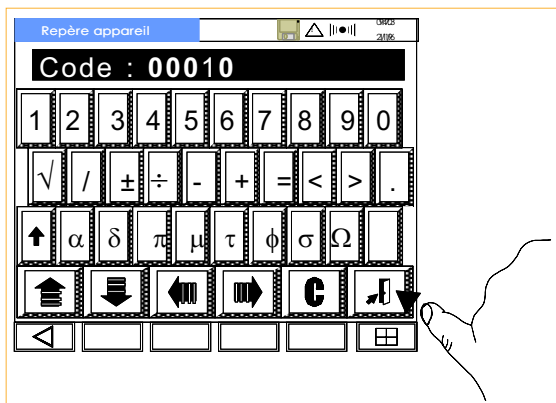 Repère appareil
Code : 00010
1 2 3 4 5 6 7 8 9 0
√ / ± ÷ - + = < > .
α δ π μ τ ϕ σ Ω
C